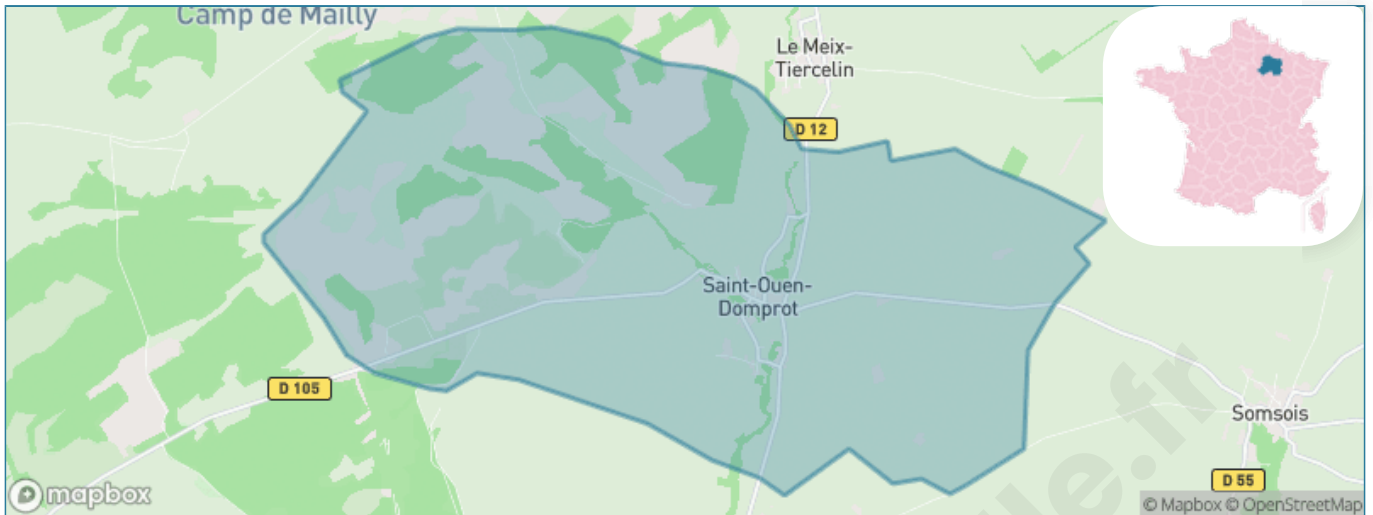 Camp de Mailly
Le Meix-
Tiercelin
D 12
Saint-Ouen-
Domprot
D 105
Somsois
D 55
mapbox
© Mapbox © OpenStreetMap